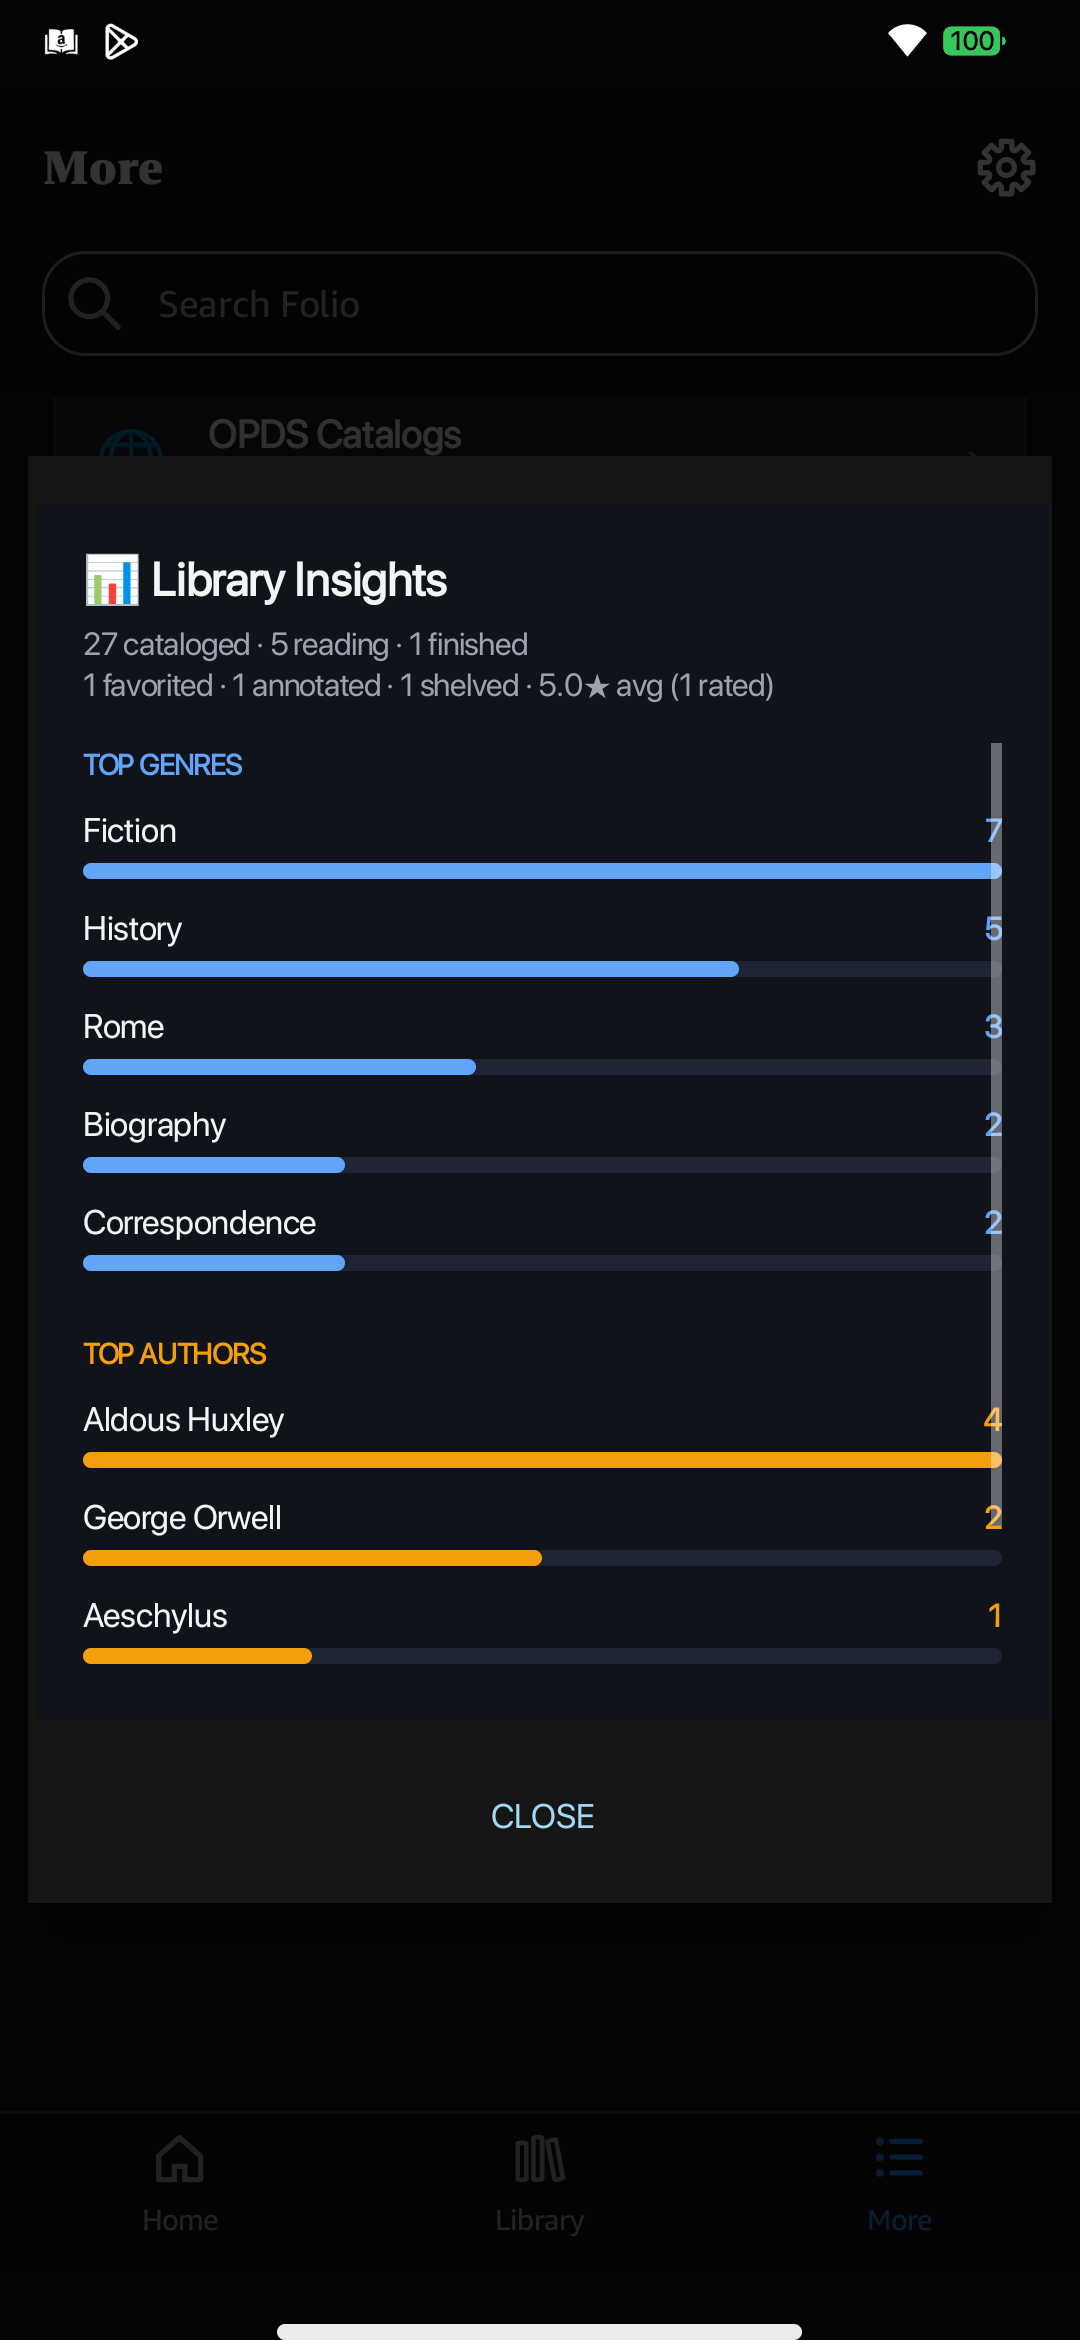 100
More
Search Folio
OPDS Catalogs
Library Insights
27 cataloged · 5 reading · 1 finished
1 favorited · 1 annotated · 1 shelved · 5.0★ avg (1 rated)
TOP GENRES
Fiction 7
History 5
Rome 3
Biography 2
Correspondence 2
TOP AUTHORS
Aldous Huxley 4
George Orwell 2
Aeschylus 1
CLOSE
Home Library More